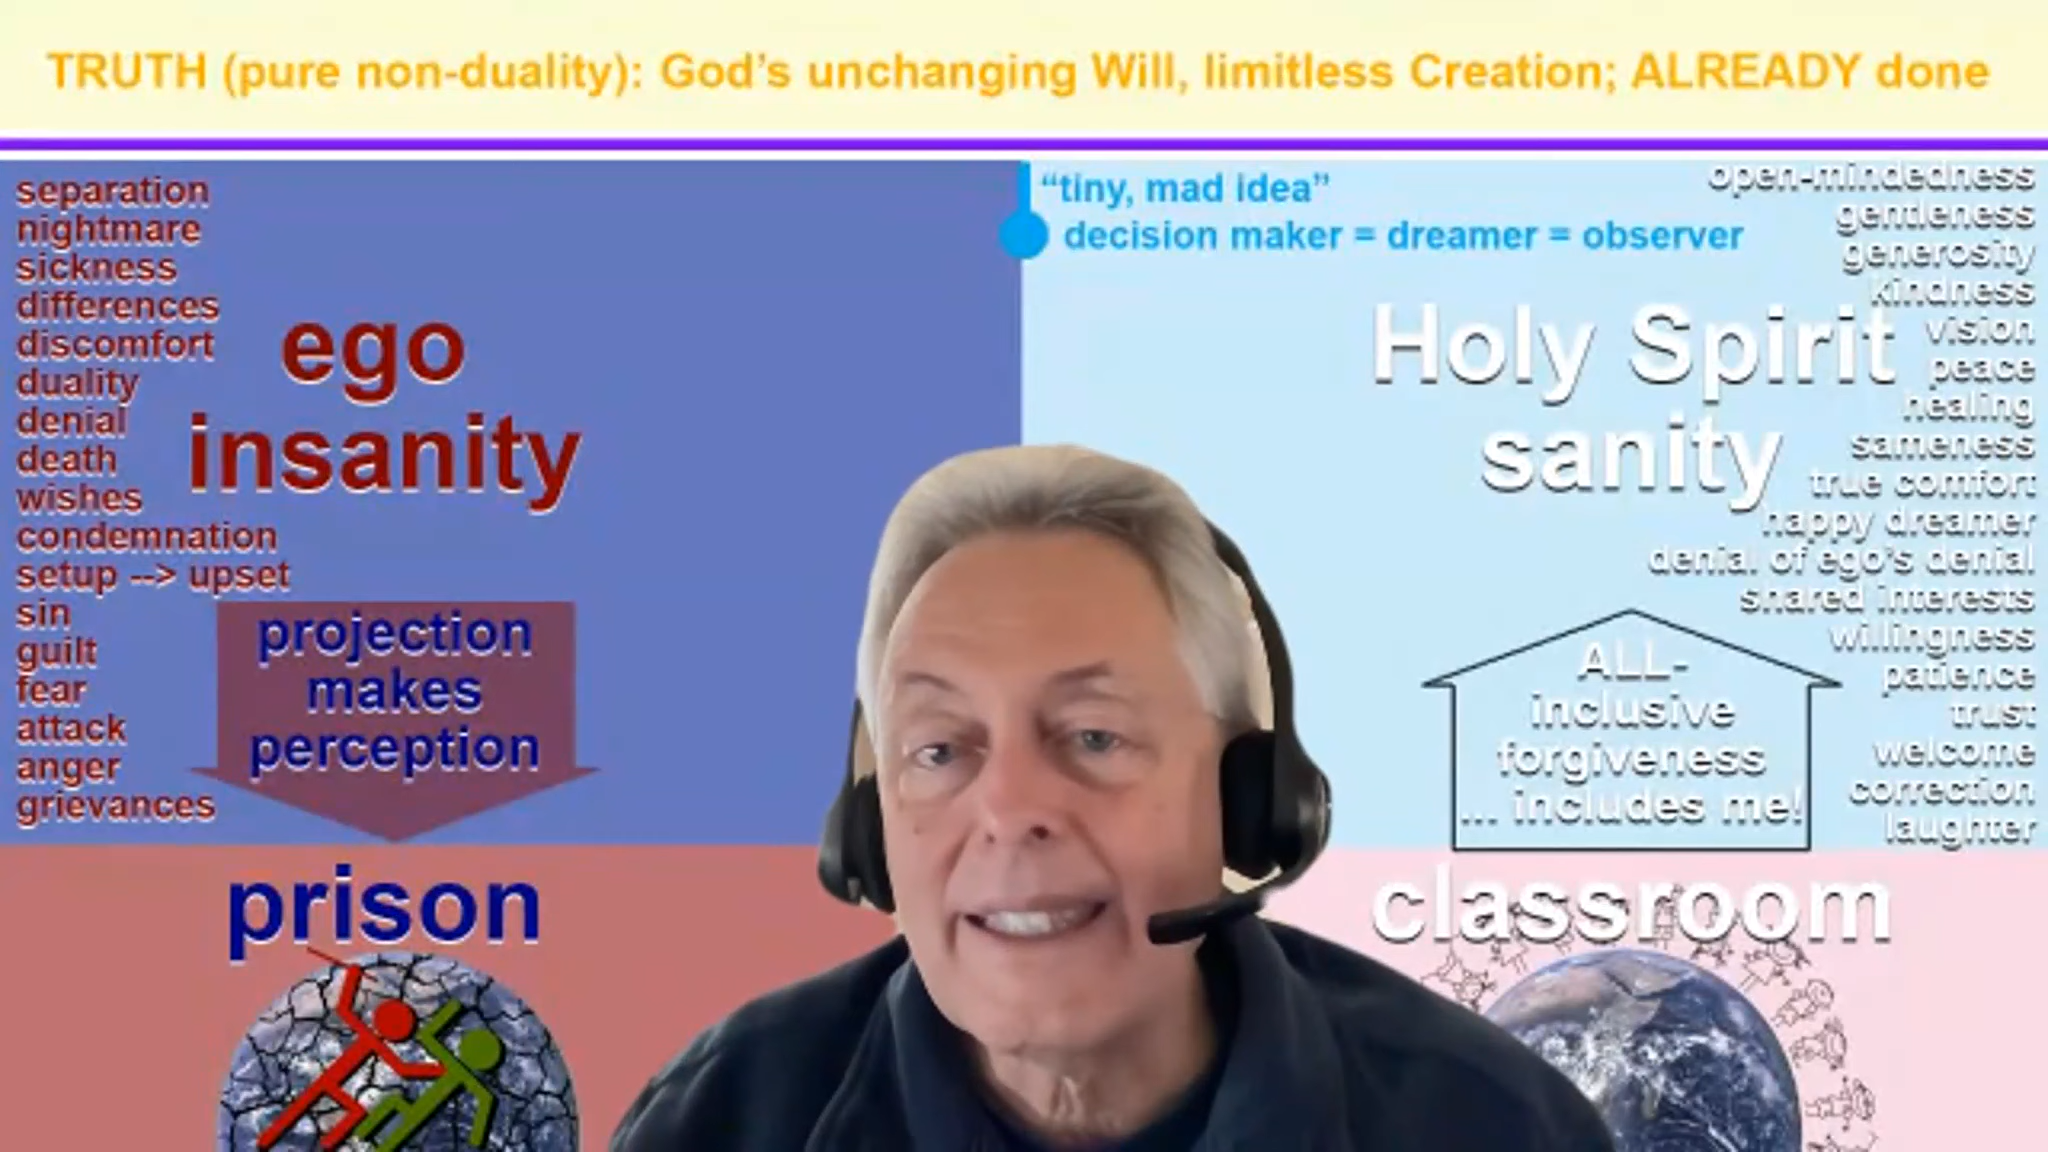 TRUTH (pure non-duality): God's unchanging Will, limitless Creation; ALREADY done
"tiny, mad idea"
decision maker = dreamer = observer
separation
nightmare
sickness
differences
discomfort
duality
denial
death
wishes
condemnation
setup --> upset
sin
guilt
fear
attack
anger
grievances
ego
insanity
projection
makes
perception
prison
Holy Spirit
sanity
open-mindedness
gentleness
generosity
kindness
vision
peace
healing
sameness
true comfort
happy dreamer
denial of ego's denial
shared interests
willingness
patience
trust
welcome
correction
laughter
ALL-
inclusive
forgiveness
... includes me!
classroom